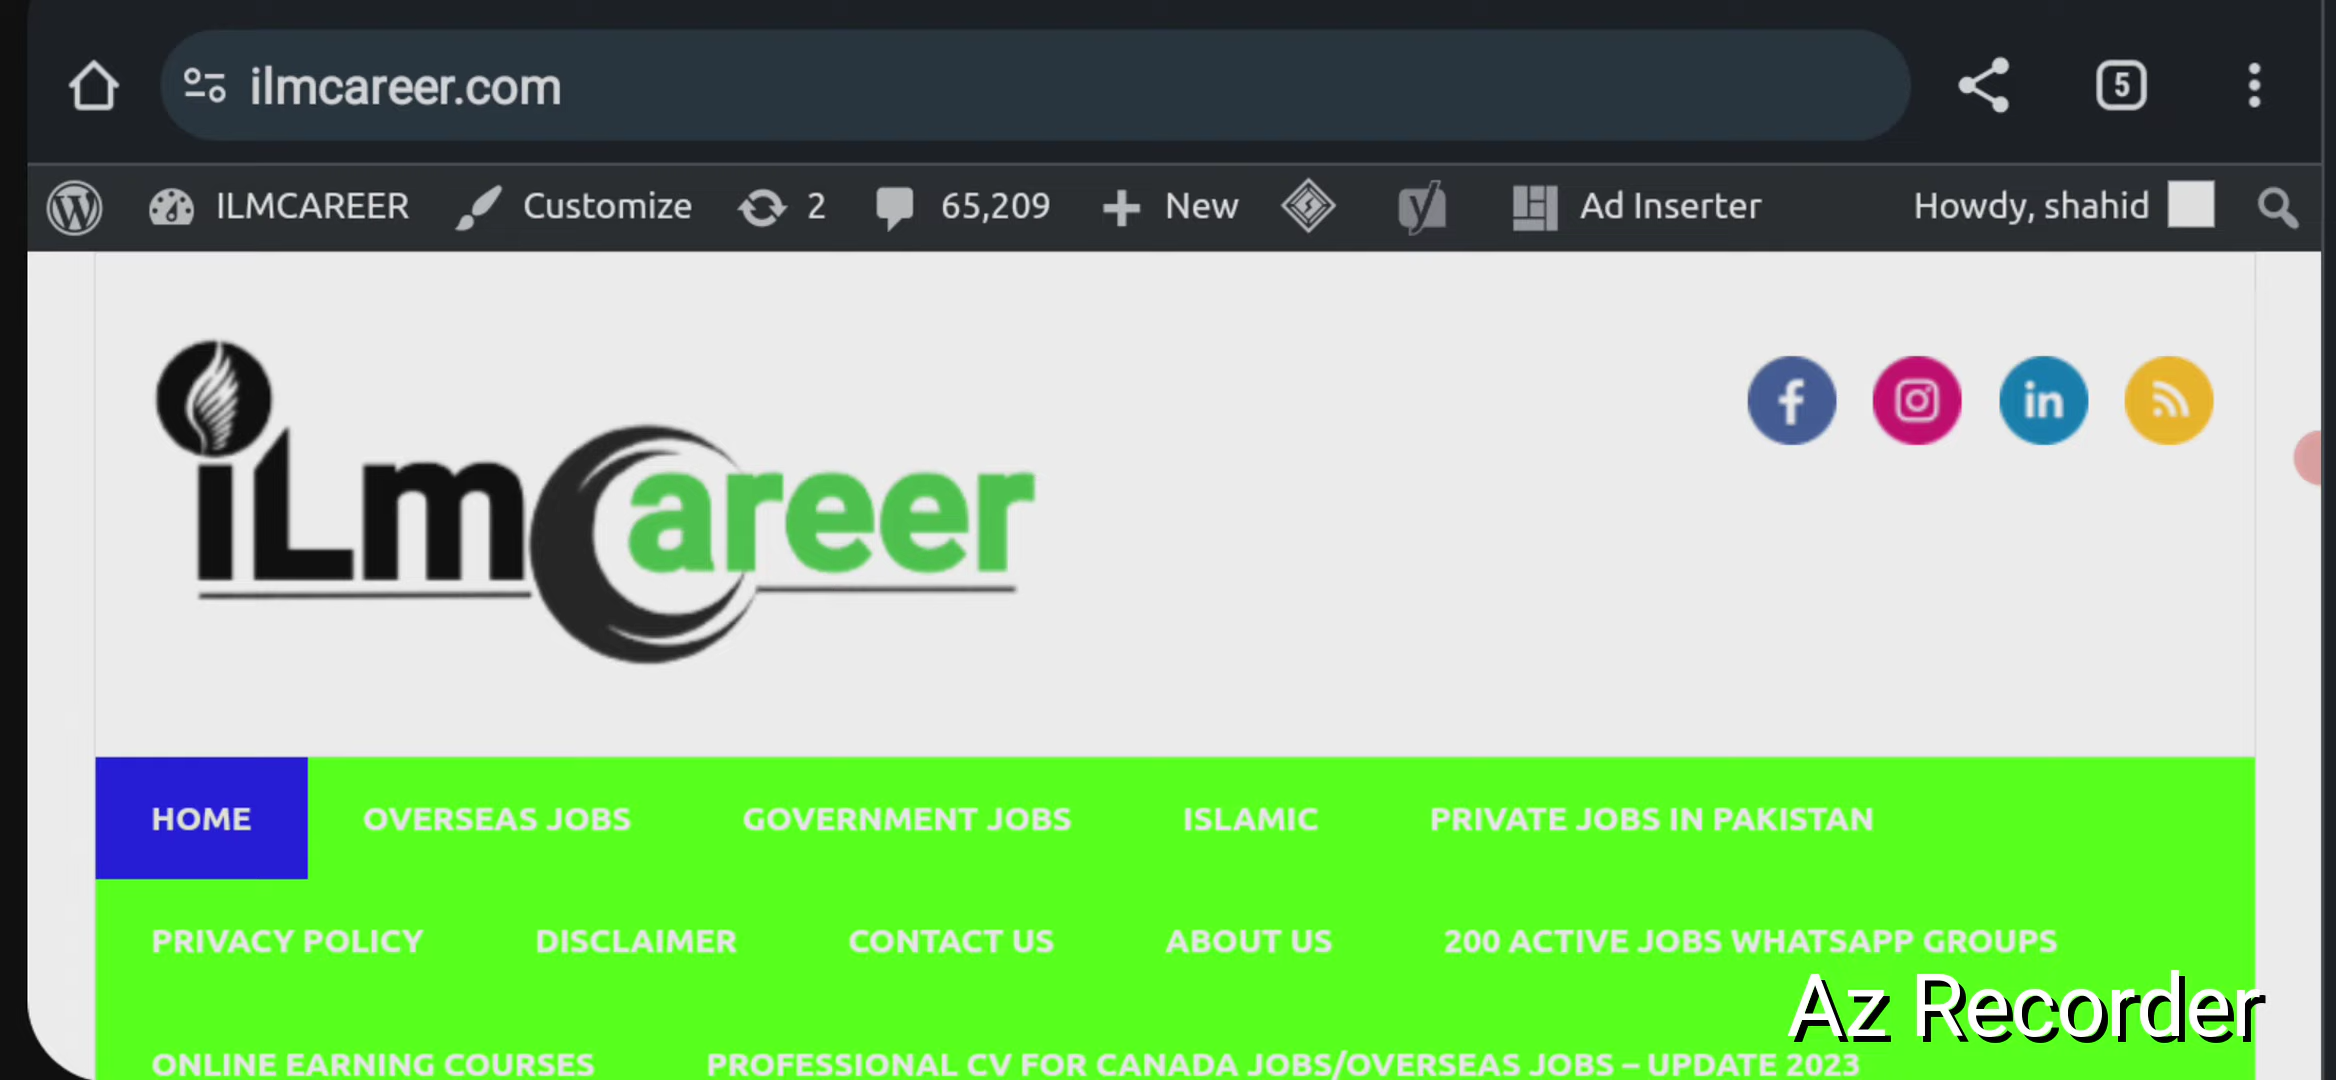 ilmcareer.com 5
ILMCAREER Customize 2 65,209 New Ad Inserter Howdy, shahid
iLmCareer
HOME OVERSEAS JOBS GOVERNMENT JOBS ISLAMIC PRIVATE JOBS IN PAKISTAN
PRIVACY POLICY DISCLAIMER CONTACT US ABOUT US 200 ACTIVE JOBS WHATSAPP GROUPS
Az Recorder
ONLINE EARNING COURSES PROFESSIONAL CV FOR CANADA JOBS/OVERSEAS JOBS – UPDATE 2023